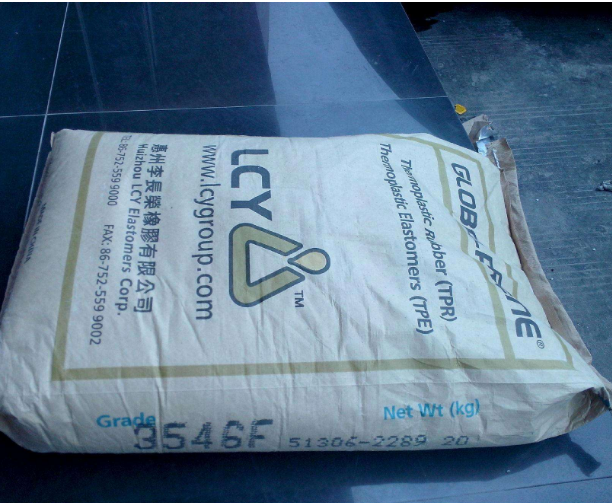 Thermoplastic Rubber (TPR)
Thermoplastic Elastomers (TPE)
LCY TM
www.lcygroup.com
惠州李長榮橡膠有限公司
Huizhou LCY Elastomers Corp.
TEL:86-752-559 9000 FAX: 86-752-559 9002
Grade Net Wt (kg)
3546F 51306-2289 20